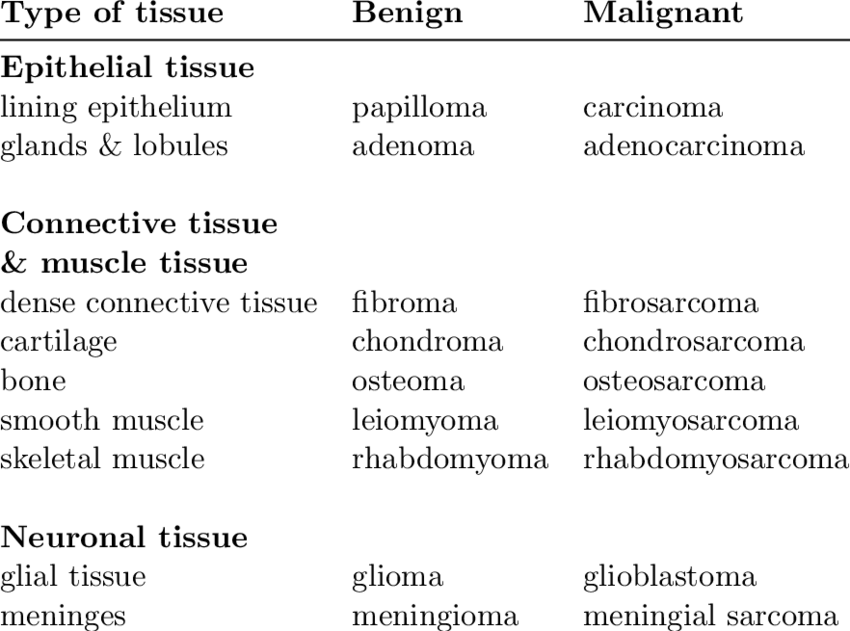 Type of tissue Benign Malignant
Epithelial tissue
lining epithelium papilloma carcinoma
glands & lobules adenoma adenocarcinoma
Connective tissue
& muscle tissue
dense connective tissue fibroma fibrosarcoma
cartilage chondroma chondrosarcoma
bone osteoma osteosarcoma
smooth muscle leiomyoma leiomyosarcoma
skeletal muscle rhabdomyoma rhabdomyosarcoma
Neuronal tissue
glial tissue glioma glioblastoma
meninges meningioma meningial sarcoma